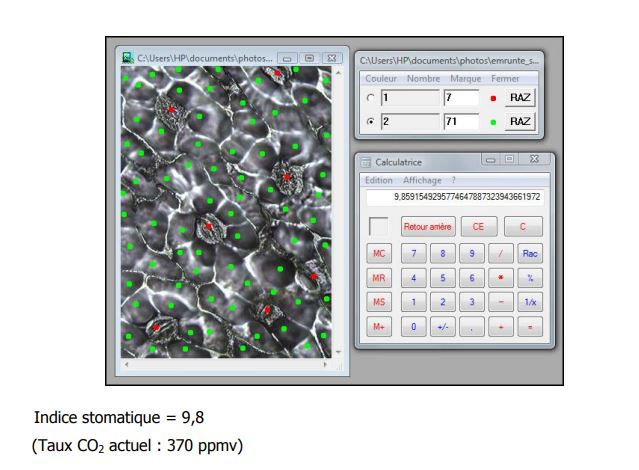 C:\Users\HP\documents\photos...
C:\Users\HP\documents\photos\emrunte_s...
Couleur Nombre Marque Fermer
1 7 RAZ
2 71 RAZ
Calculatrice
Edition Affichage ?
9,8591549295774647887323943661972
Retour arrière CE C
MC 7 8 9 / Rac
MR 4 5 6 * %
MS 1 2 3 - 1/x
M+ 0 +/- , + =
Indice stomatique = 9,8
(Taux CO₂ actuel : 370 ppmv)